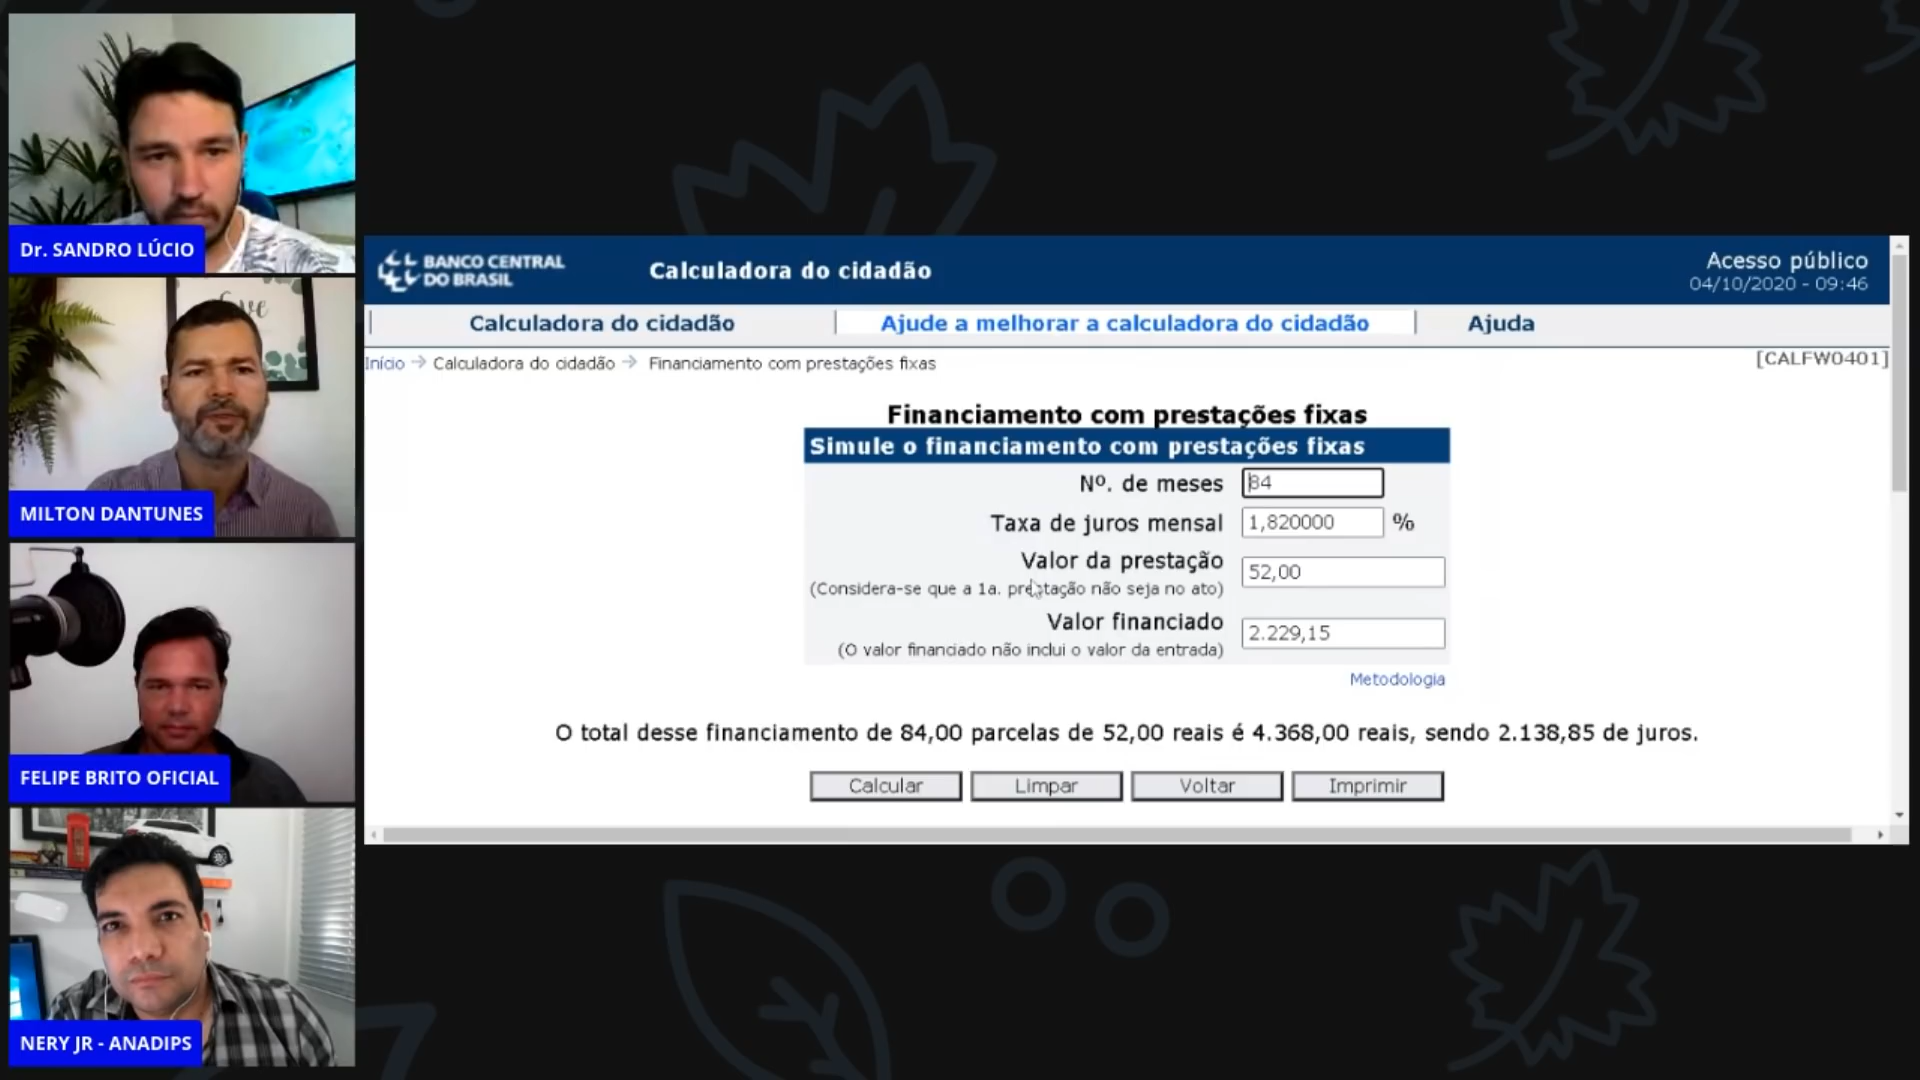 Dr. SANDRO LÚCIO
MILTON DANTUNES
FELIPE BRITO OFICIAL
NERY JR - ANADIPS
BANCO CENTRAL
DO BRASIL
Calculadora do cidadão
Acesso público
04/10/2020 - 09:46
Calculadora do cidadão
Ajude a melhorar a calculadora do cidadão
Ajuda
Início → Calculadora do cidadão → Financiamento com prestações fixas
[CALFW0401]
Financiamento com prestações fixas
Simule o financiamento com prestações fixas
Nº. de meses 84
Taxa de juros mensal 1,820000 %
Valor da prestação
(Considera-se que a 1a. prestação não seja no ato) 52,00
Valor financiado
(O valor financiado não inclui o valor da entrada) 2.229,15
Metodologia
O total desse financiamento de 84,00 parcelas de 52,00 reais é 4.368,00 reais, sendo 2.138,85 de juros.
Calcular Limpar Voltar Imprimir